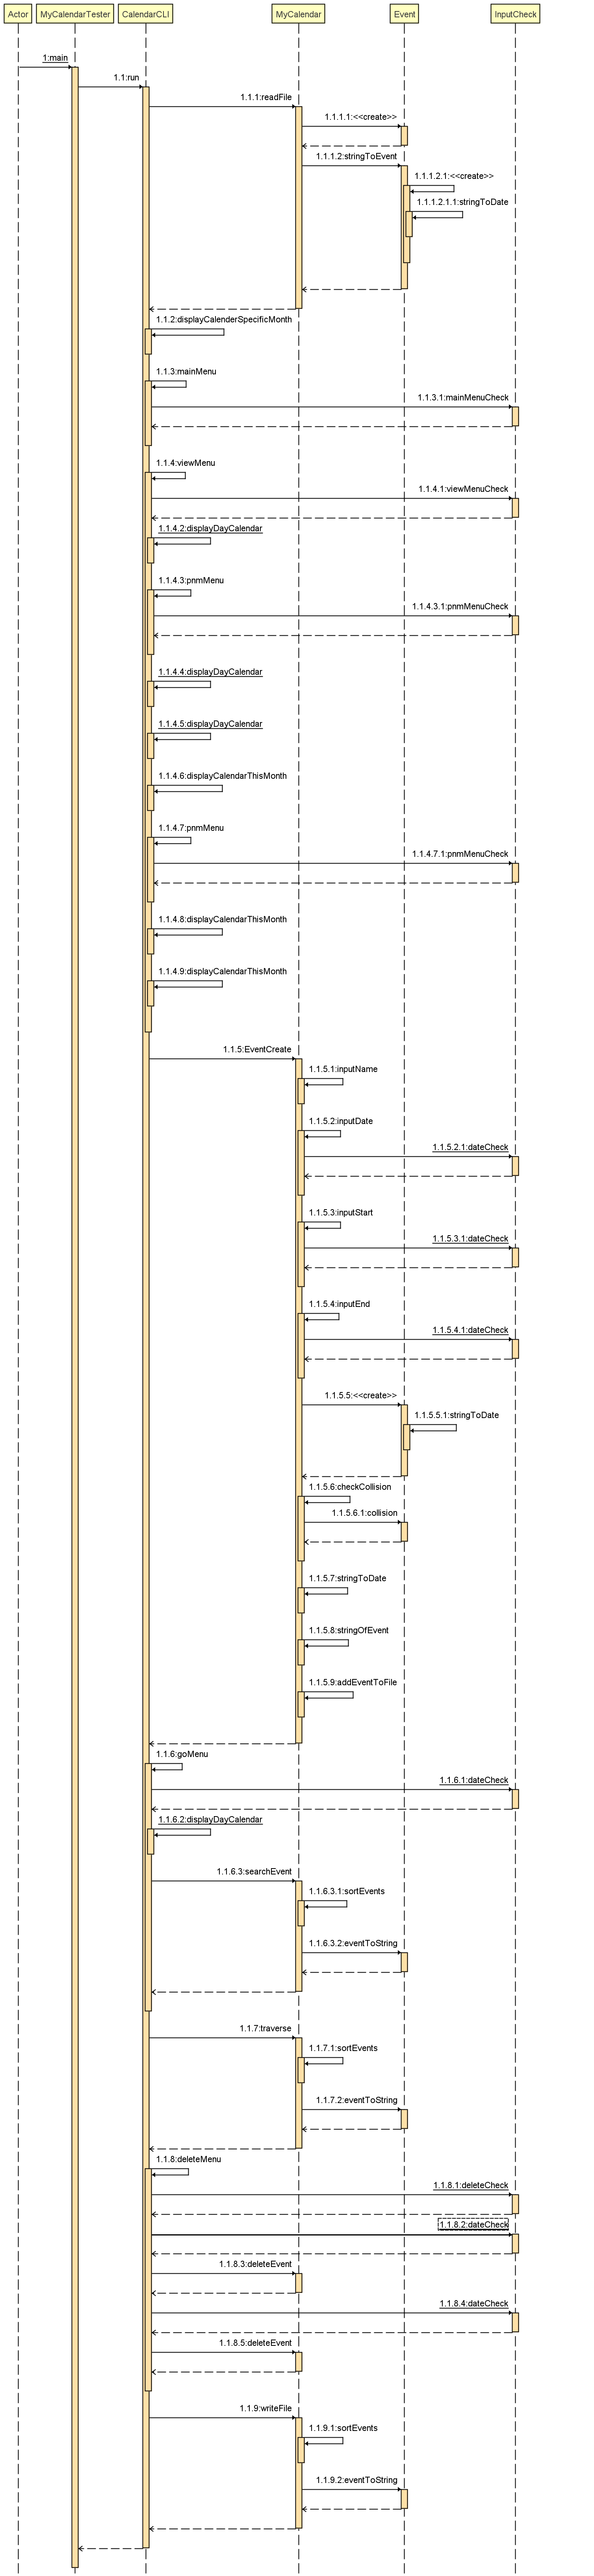 Actor MyCalendarTester CalendarCLI MyCalendar Event InputCheck
1:main
1.1:run
1.1.1:readFile
1.1.1.1:<<create>>
1.1.1.2:stringToEvent
1.1.1.2.1:<<create>>
1.1.1.2.1.1:stringToDate
1.1.2:displayCalenderSpecificMonth
1.1.3:mainMenu
1.1.3.1:mainMenuCheck
1.1.4:viewMenu
1.1.4.1:viewMenuCheck
1.1.4.2:displayDayCalendar
1.1.4.3:pnmMenu
1.1.4.3.1:pnmMenuCheck
1.1.4.4:displayDayCalendar
1.1.4.5:displayDayCalendar
1.1.4.6:displayCalendarThisMonth
1.1.4.7:pnmMenu
1.1.4.7.1:pnmMenuCheck
1.1.4.8:displayCalendarThisMonth
1.1.4.9:displayCalendarThisMonth
1.1.5:EventCreate
1.1.5.1:inputName
1.1.5.2:inputDate
1.1.5.2.1:dateCheck
1.1.5.3:inputStart
1.1.5.3.1:dateCheck
1.1.5.4:inputEnd
1.1.5.4.1:dateCheck
1.1.5.5:<<create>>
1.1.5.5.1:stringToDate
1.1.5.6:checkCollision
1.1.5.6.1:collision
1.1.5.7:stringToDate
1.1.5.8:stringOfEvent
1.1.5.9:addEventToFile
1.1.6:goMenu
1.1.6.1:dateCheck
1.1.6.2:displayDayCalendar
1.1.6.3:searchEvent
1.1.6.3.1:sortEvents
1.1.6.3.2:eventToString
1.1.7:traverse
1.1.7.1:sortEvents
1.1.7.2:eventToString
1.1.8:deleteMenu
1.1.8.1:deleteCheck
1.1.8.2:dateCheck
1.1.8.3:deleteEvent
1.1.8.4:dateCheck
1.1.8.5:deleteEvent
1.1.9:writeFile
1.1.9.1:sortEvents
1.1.9.2:eventToString